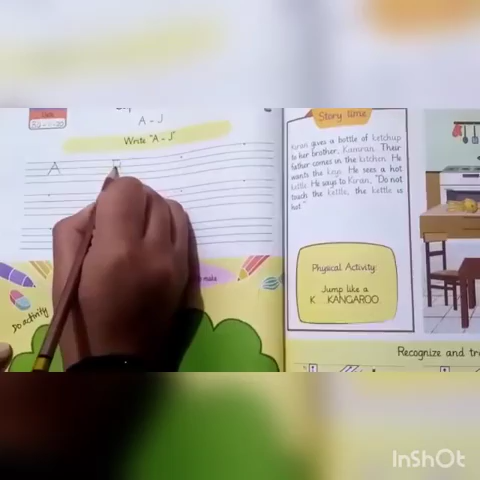 A - J
Write "A - J"
A B
Do activity
Story time
Kiran gives a bottle of ketchup
to her brother, Kamran. Their
father comes in the kitchen. He
wants the keys. He sees a hot
kettle. He says to Kiran, "Do not
touch the kettle, the kettle is
hot."
Physical Activity:
Jump like a
K KANGAROO
Recognize and tr
InShOt